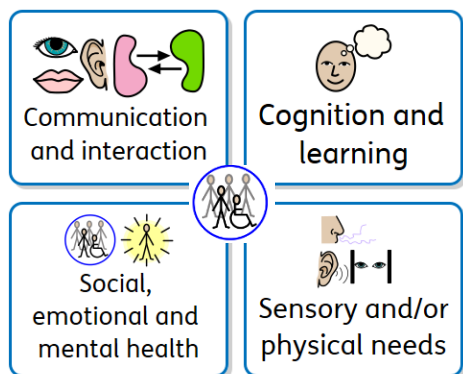 Communication
and interaction
Cognition and
learning
Social,
emotional and
mental health
Sensory and/or
physical needs